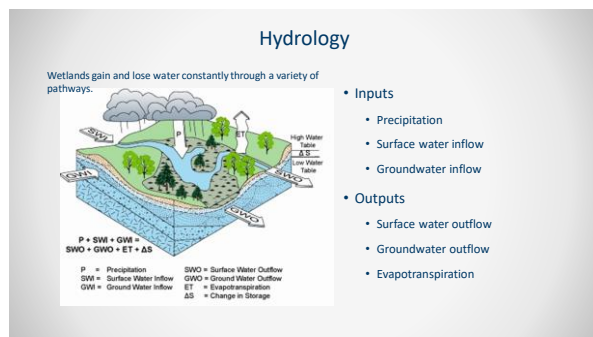 Hydrology
Wetlands gain and lose water constantly through a variety of
pathways.
SWI
P
ET
High Water
Table
ΔS
Low Water
Table
GWI
SWO
GWO
P + SWI + GWI =
SWO + GWO + ET + ΔS
P = Precipitation
SWI = Surface Water Inflow
GWI = Ground Water Inflow
SWO = Surface Water Outflow
GWO = Ground Water Outflow
ET = Evapotranspiration
ΔS = Change in Storage
• Inputs
• Precipitation
• Surface water inflow
• Groundwater inflow
• Outputs
• Surface water outflow
• Groundwater outflow
• Evapotranspiration